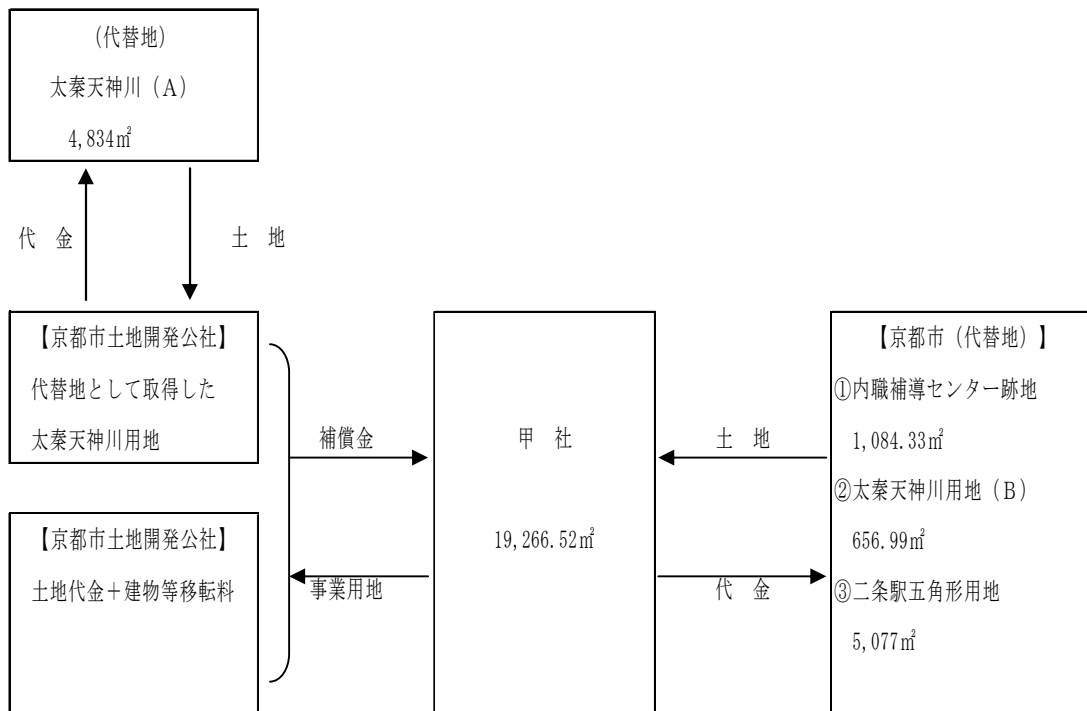 (代替地)
太秦天神川(A)
4,834㎡
代 金
土 地
【京都市土地開発公社】
代替地として取得した
太秦天神川用地
【京都市土地開発公社】
土地代金+建物等移転料
補償金
事業用地
甲 社
19,266.52㎡
土 地
代 金
【京都市(代替地)】
①内職補導センター跡地
1,084.33㎡
②太秦天神川用地(B)
656.99㎡
③二条駅五角形用地
5,077㎡